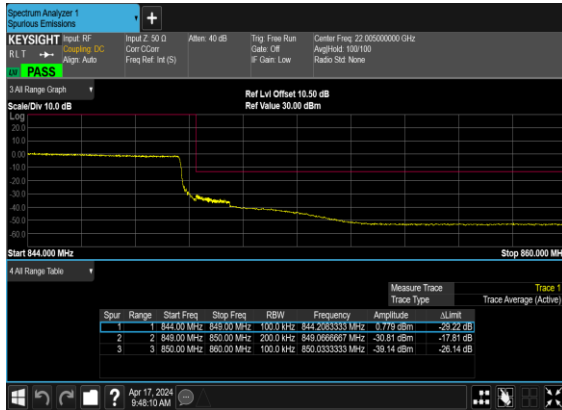 Spectrum Analyzer 1
Spurious Emissions
+
KEYSIGHT
RLT
Input: RF
Coupling: DC
Align: Auto
Input Z: 50 Ω
Corr CCorr
Freq Ref: Int (S)
Atten: 40 dB
Trig: Free Run
Gate: Off
IF Gain: Low
Center Freq: 22.005000000 GHz
Avg|Hold: 100/100
Radio Std: None
PASS
3 All Range Graph
Scale/Div 10.0 dB
Ref Lvl Offset 10.50 dB
Ref Value 30.00 dBm
Log
20.0
10.0
0.00
-10.0
-20.0
-30.0
-40.0
-50.0
-60.0
Start 844.000 MHz
Stop 860.000 MH
4 All Range Table
Measure Trace Trace 1
Trace Type Trace Average (Active)
Spur Range Start Freq Stop Freq RBW Frequency Amplitude ΔLimit
1 1 844.00 MHz 849.00 MHz 100.0 kHz 844.2083333 MHz 0.779 dBm -29.22 dB
2 2 849.00 MHz 850.00 MHz 200.0 kHz 849.0666667 MHz -30.81 dBm -17.81 dB
3 3 850.00 MHz 860.00 MHz 100.0 kHz 850.0333333 MHz -39.14 dBm -26.14 dB
?
Apr 17, 2024
9:48:10 AM